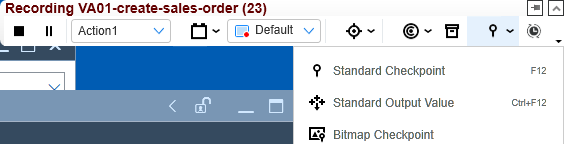 Recording VA01-create-sales-order (23)
Action1
Default
Standard Checkpoint F12
Standard Output Value Ctrl+F12
Bitmap Checkpoint